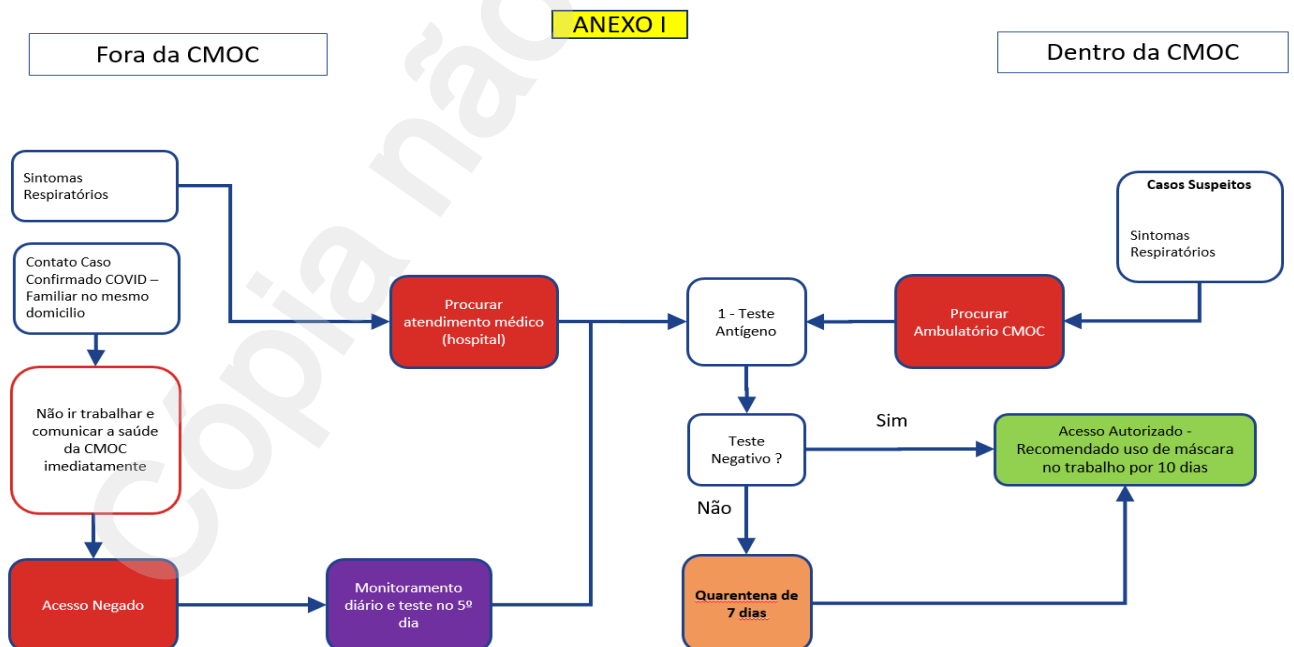 ANEXO I
Fora da CMOC
Dentro da CMOC
Sintomas
Respiratórios
Contato Caso
Confirmado COVID –
Familiar no mesmo
domicilio
Não ir trabalhar e
comunicar a saúde
da CMOC
imediatamente
Acesso Negado
Monitoramento
diário e teste no 5º
dia
Procurar
atendimento médico
(hospital)
1 - Teste
Antígeno
Procurar
Ambulatório CMOC
Casos Suspeitos
Sintomas
Respiratórios
Teste
Negativo ?
Sim
Não
Acesso Autorizado -
Recomendado uso de máscara
no trabalho por 10 dias
Quarentena de
7 dias
Cópia não